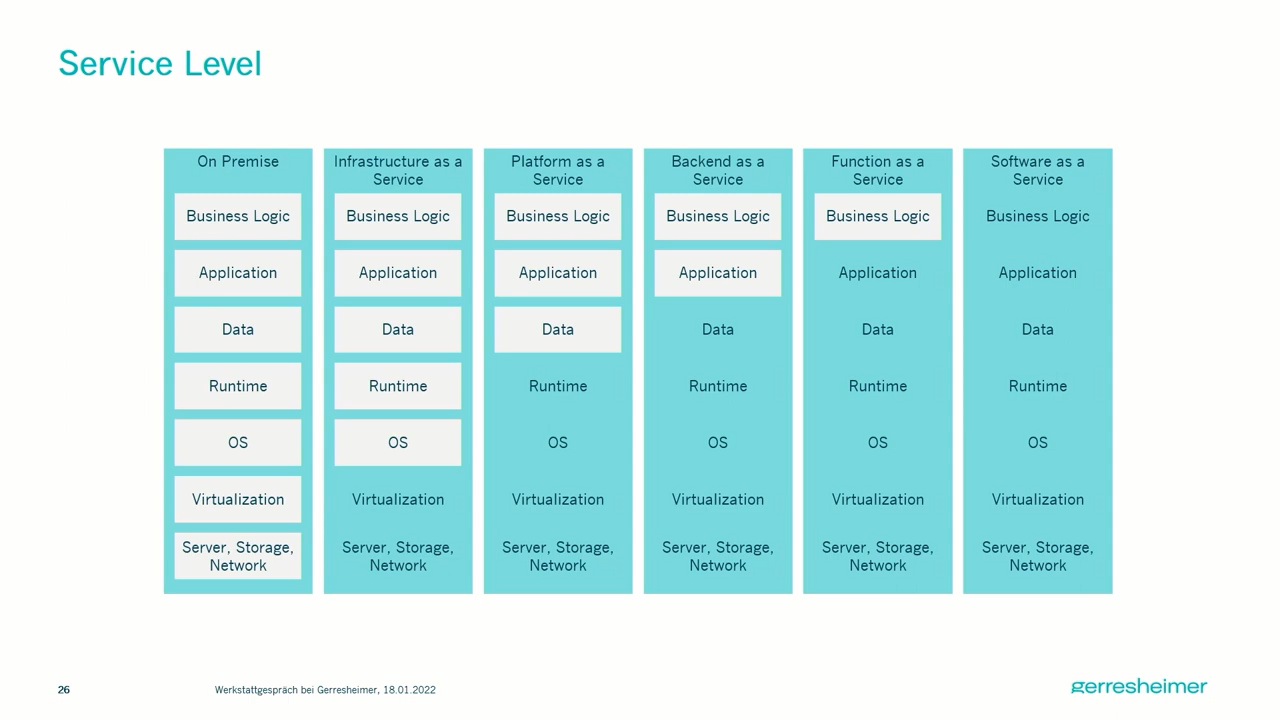 Service Level
On Premise
Business Logic
Application
Data
Runtime
OS
Virtualization
Server, Storage,
Network
Infrastructure as a
Service
Business Logic
Application
Data
Runtime
OS
Virtualization
Server, Storage,
Network
Platform as a
Service
Business Logic
Application
Data
Runtime
OS
Virtualization
Server, Storage,
Network
Backend as a
Service
Business Logic
Application
Data
Runtime
OS
Virtualization
Server, Storage,
Network
Function as a
Service
Business Logic
Application
Data
Runtime
OS
Virtualization
Server, Storage,
Network
Software as a
Service
Business Logic
Application
Data
Runtime
OS
Virtualization
Server, Storage,
Network
26
Werkstattgespräch bei Gerresheimer, 18.01.2022
gerresheimer